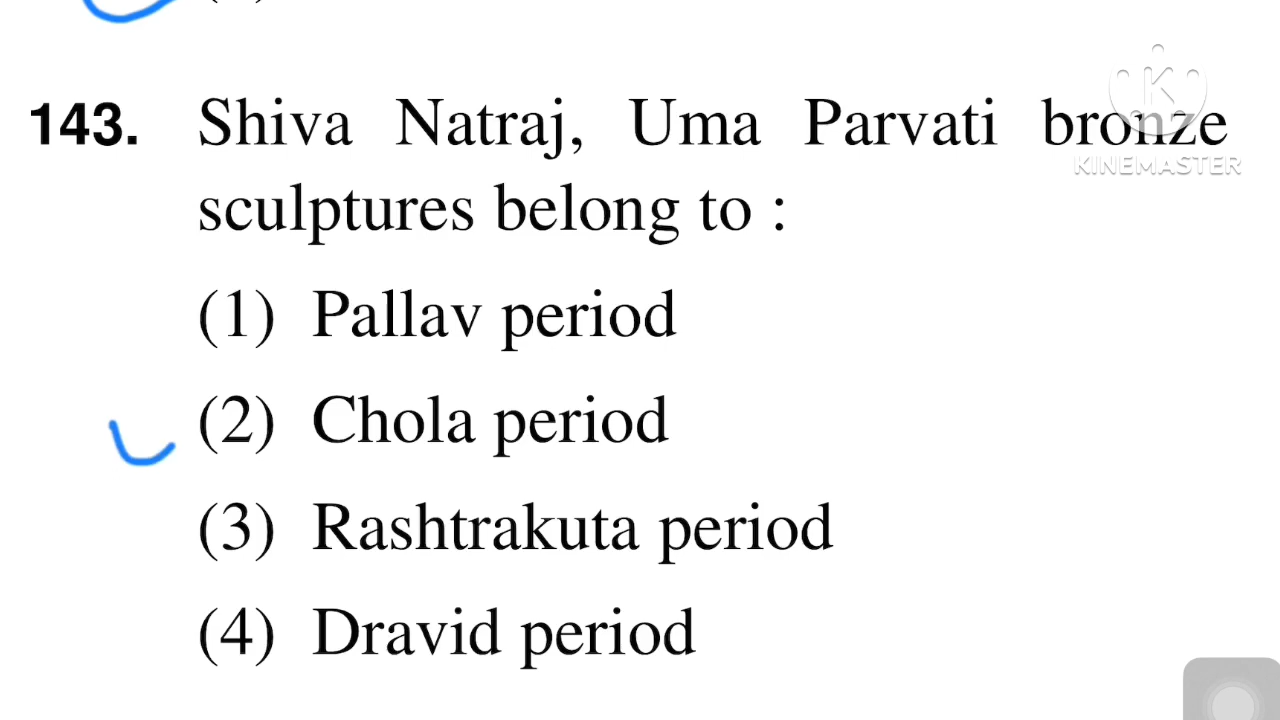 143. Shiva Natraj, Uma Parvati bronze
KINEMASTER
sculptures belong to :
(1) Pallav period
(2) Chola period
(3) Rashtrakuta period
(4) Dravid period